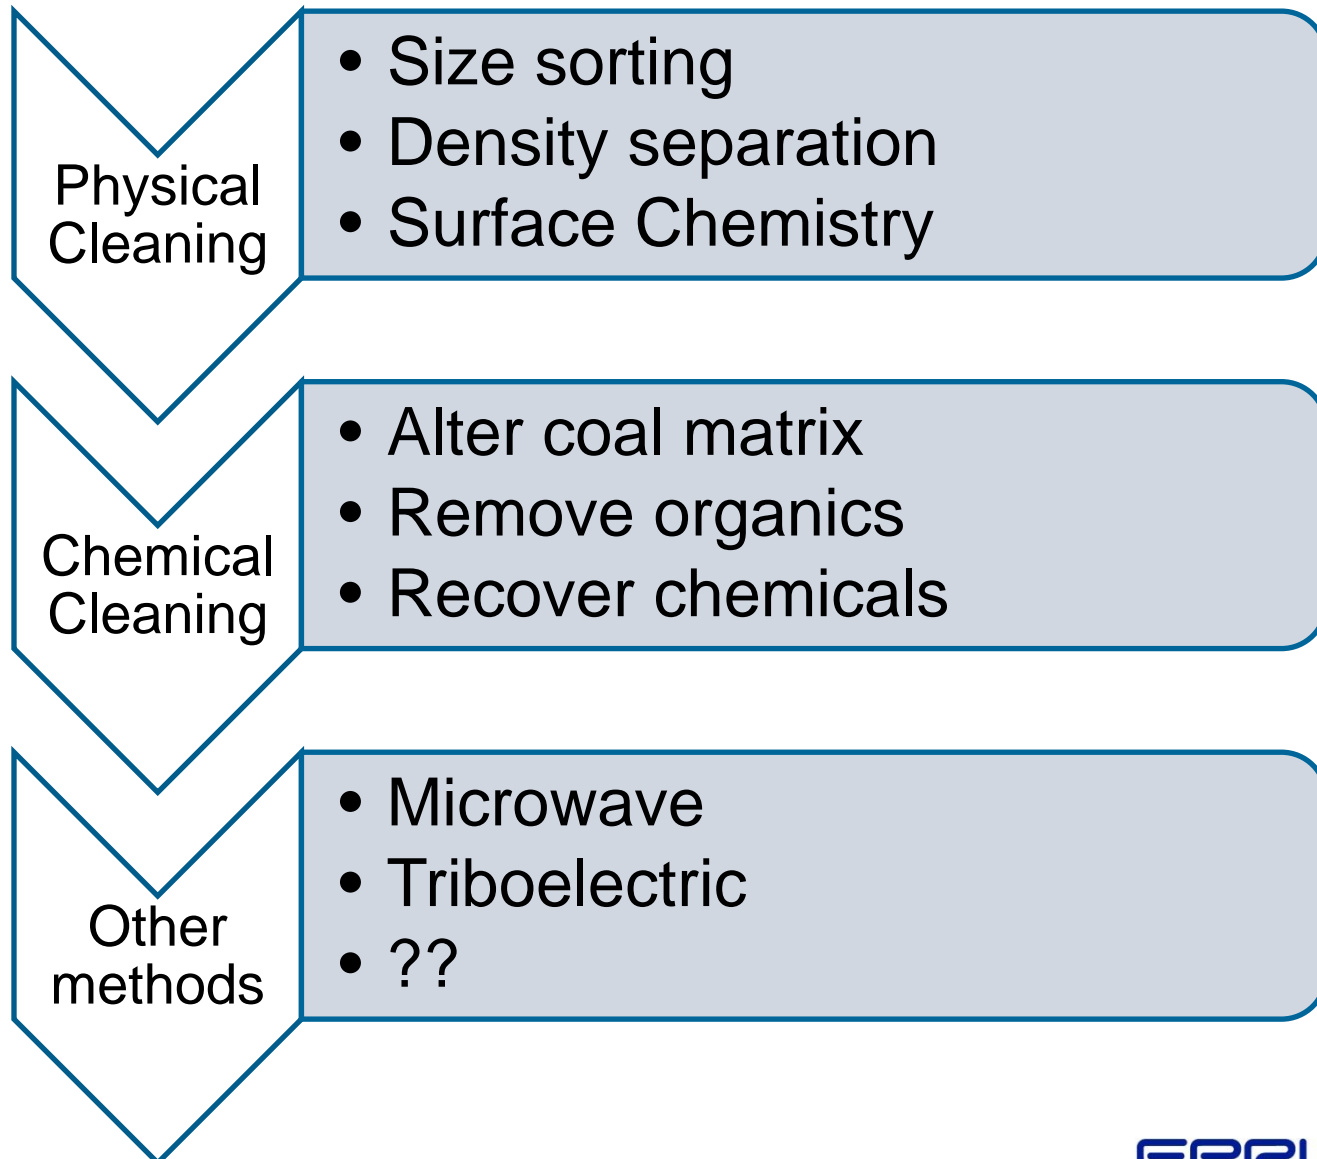 Physical
Cleaning
• Size sorting
• Density separation
• Surface Chemistry
Chemical
Cleaning
• Alter coal matrix
• Remove organics
• Recover chemicals
Other
methods
• Microwave
• Triboelectric
• ??
EPRI